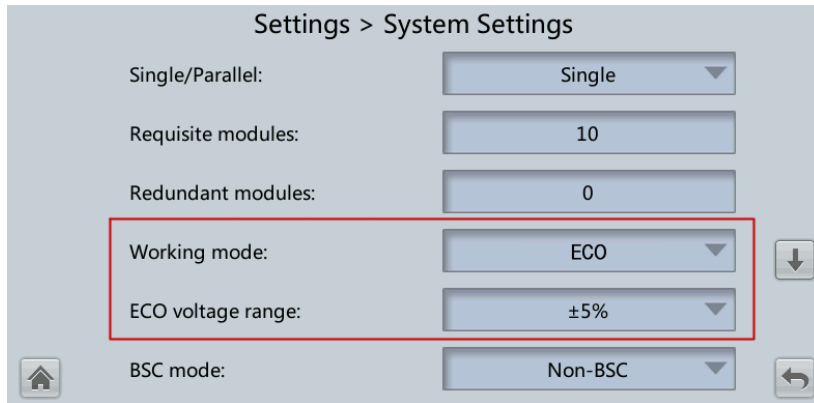 Settings > System Settings
Single/Parallel: Single
Requisite modules: 10
Redundant modules: 0
Working mode: ECO
ECO voltage range: ±5%
BSC mode: Non-BSC